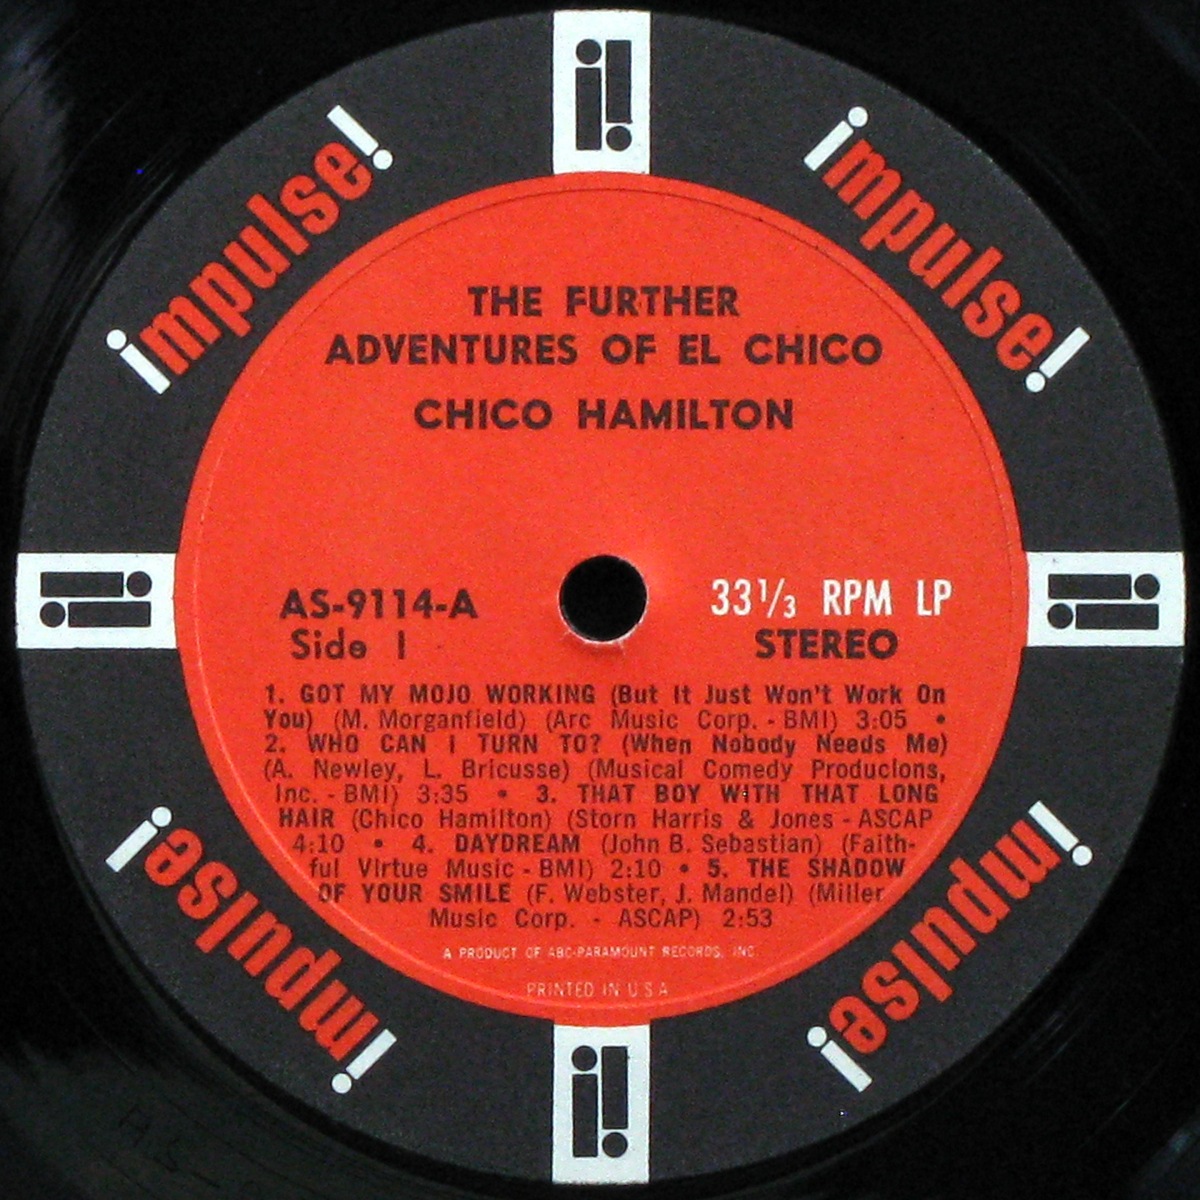 impulse!
impulse!
THE FURTHER
ADVENTURES OF EL CHICO
CHICO HAMILTON
AS-9114-A
Side 1
33⅓ RPM LP
STEREO
1. GOT MY MOJO WORKING (But It Just Won't Work On
You) (M. Morganfield) (Arc Music Corp. - BMI) 3:05 •
2. WHO CAN I TURN TO? (When Nobody Needs Me)
(A. Newley, L. Bricusse) (Musical Comedy Producions,
Inc. - BMI) 3:35 • 3. THAT BOY WITH THAT LONG
HAIR (Chico Hamilton) (Storn Harris & Jones - ASCAP
4:10 • 4. DAYDREAM (John B. Sebastian) (Faith-
ful Virtue Music - BMI) 2:10 • 5. THE SHADOW
OF YOUR SMILE (F. Webster, J. Mandel) (Miller
Music Corp. - ASCAP) 2:53
A PRODUCT OF ABC-PARAMOUNT RECORDS, INC.
PRINTED IN U S A
impulse!
impulse!